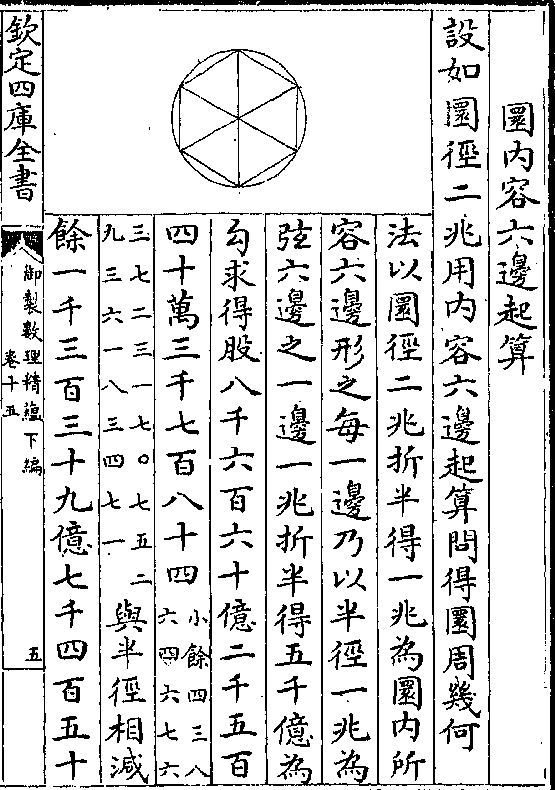 圜内容六邊起算
設如圜徑二兆用内容六邊起算問得圜周幾何
法以圜徑二兆折半得一兆為圜内所
容六邊形之每一邊乃以半徑一兆為
弦六邊之一邊一兆折半得五千億為
勾求得股八千六百六十億二千五百
四十萬三千七百八十四小餘四三八
六四六七六
三七二三一七〇七五二
九三六一八三四七一與半徑相減
餘一千三百三十九億七千四百五十
欽定四庫全書
御製數理精蘊下編
卷十五
五